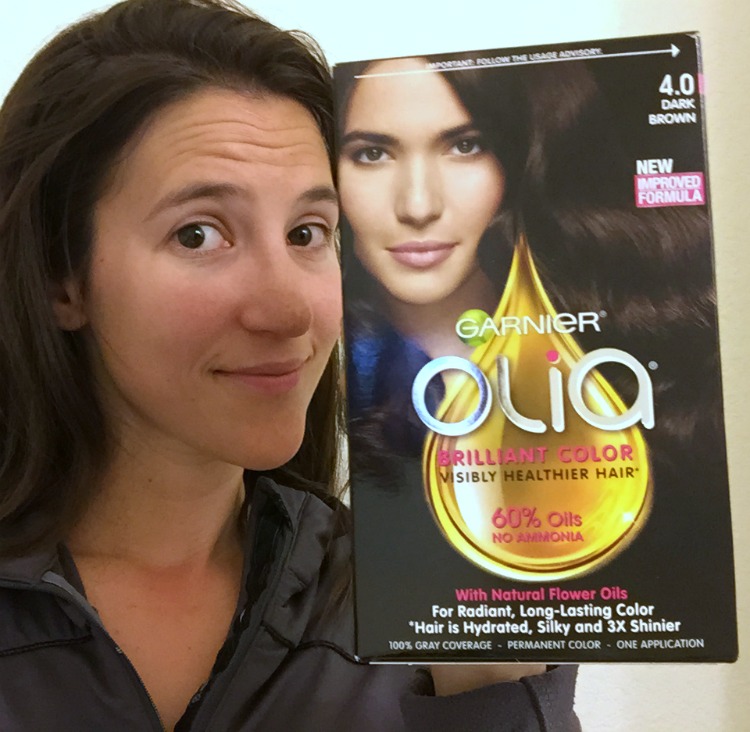 IMPORTANT: FOLLOW THE USAGE ADVISORY.
4.0
DARK
BROWN
NEW
IMPROVED
FORMULA
GARNIER®
OLIA®
BRILLIANT COLOR
VISIBLY HEALTHIER HAIR*
60% Oils
NO AMMONIA
With Natural Flower Oils
For Radiant, Long-Lasting Color
*Hair is Hydrated, Silky and 3X Shinier
100% GRAY COVERAGE - PERMANENT COLOR - ONE APPLICATION